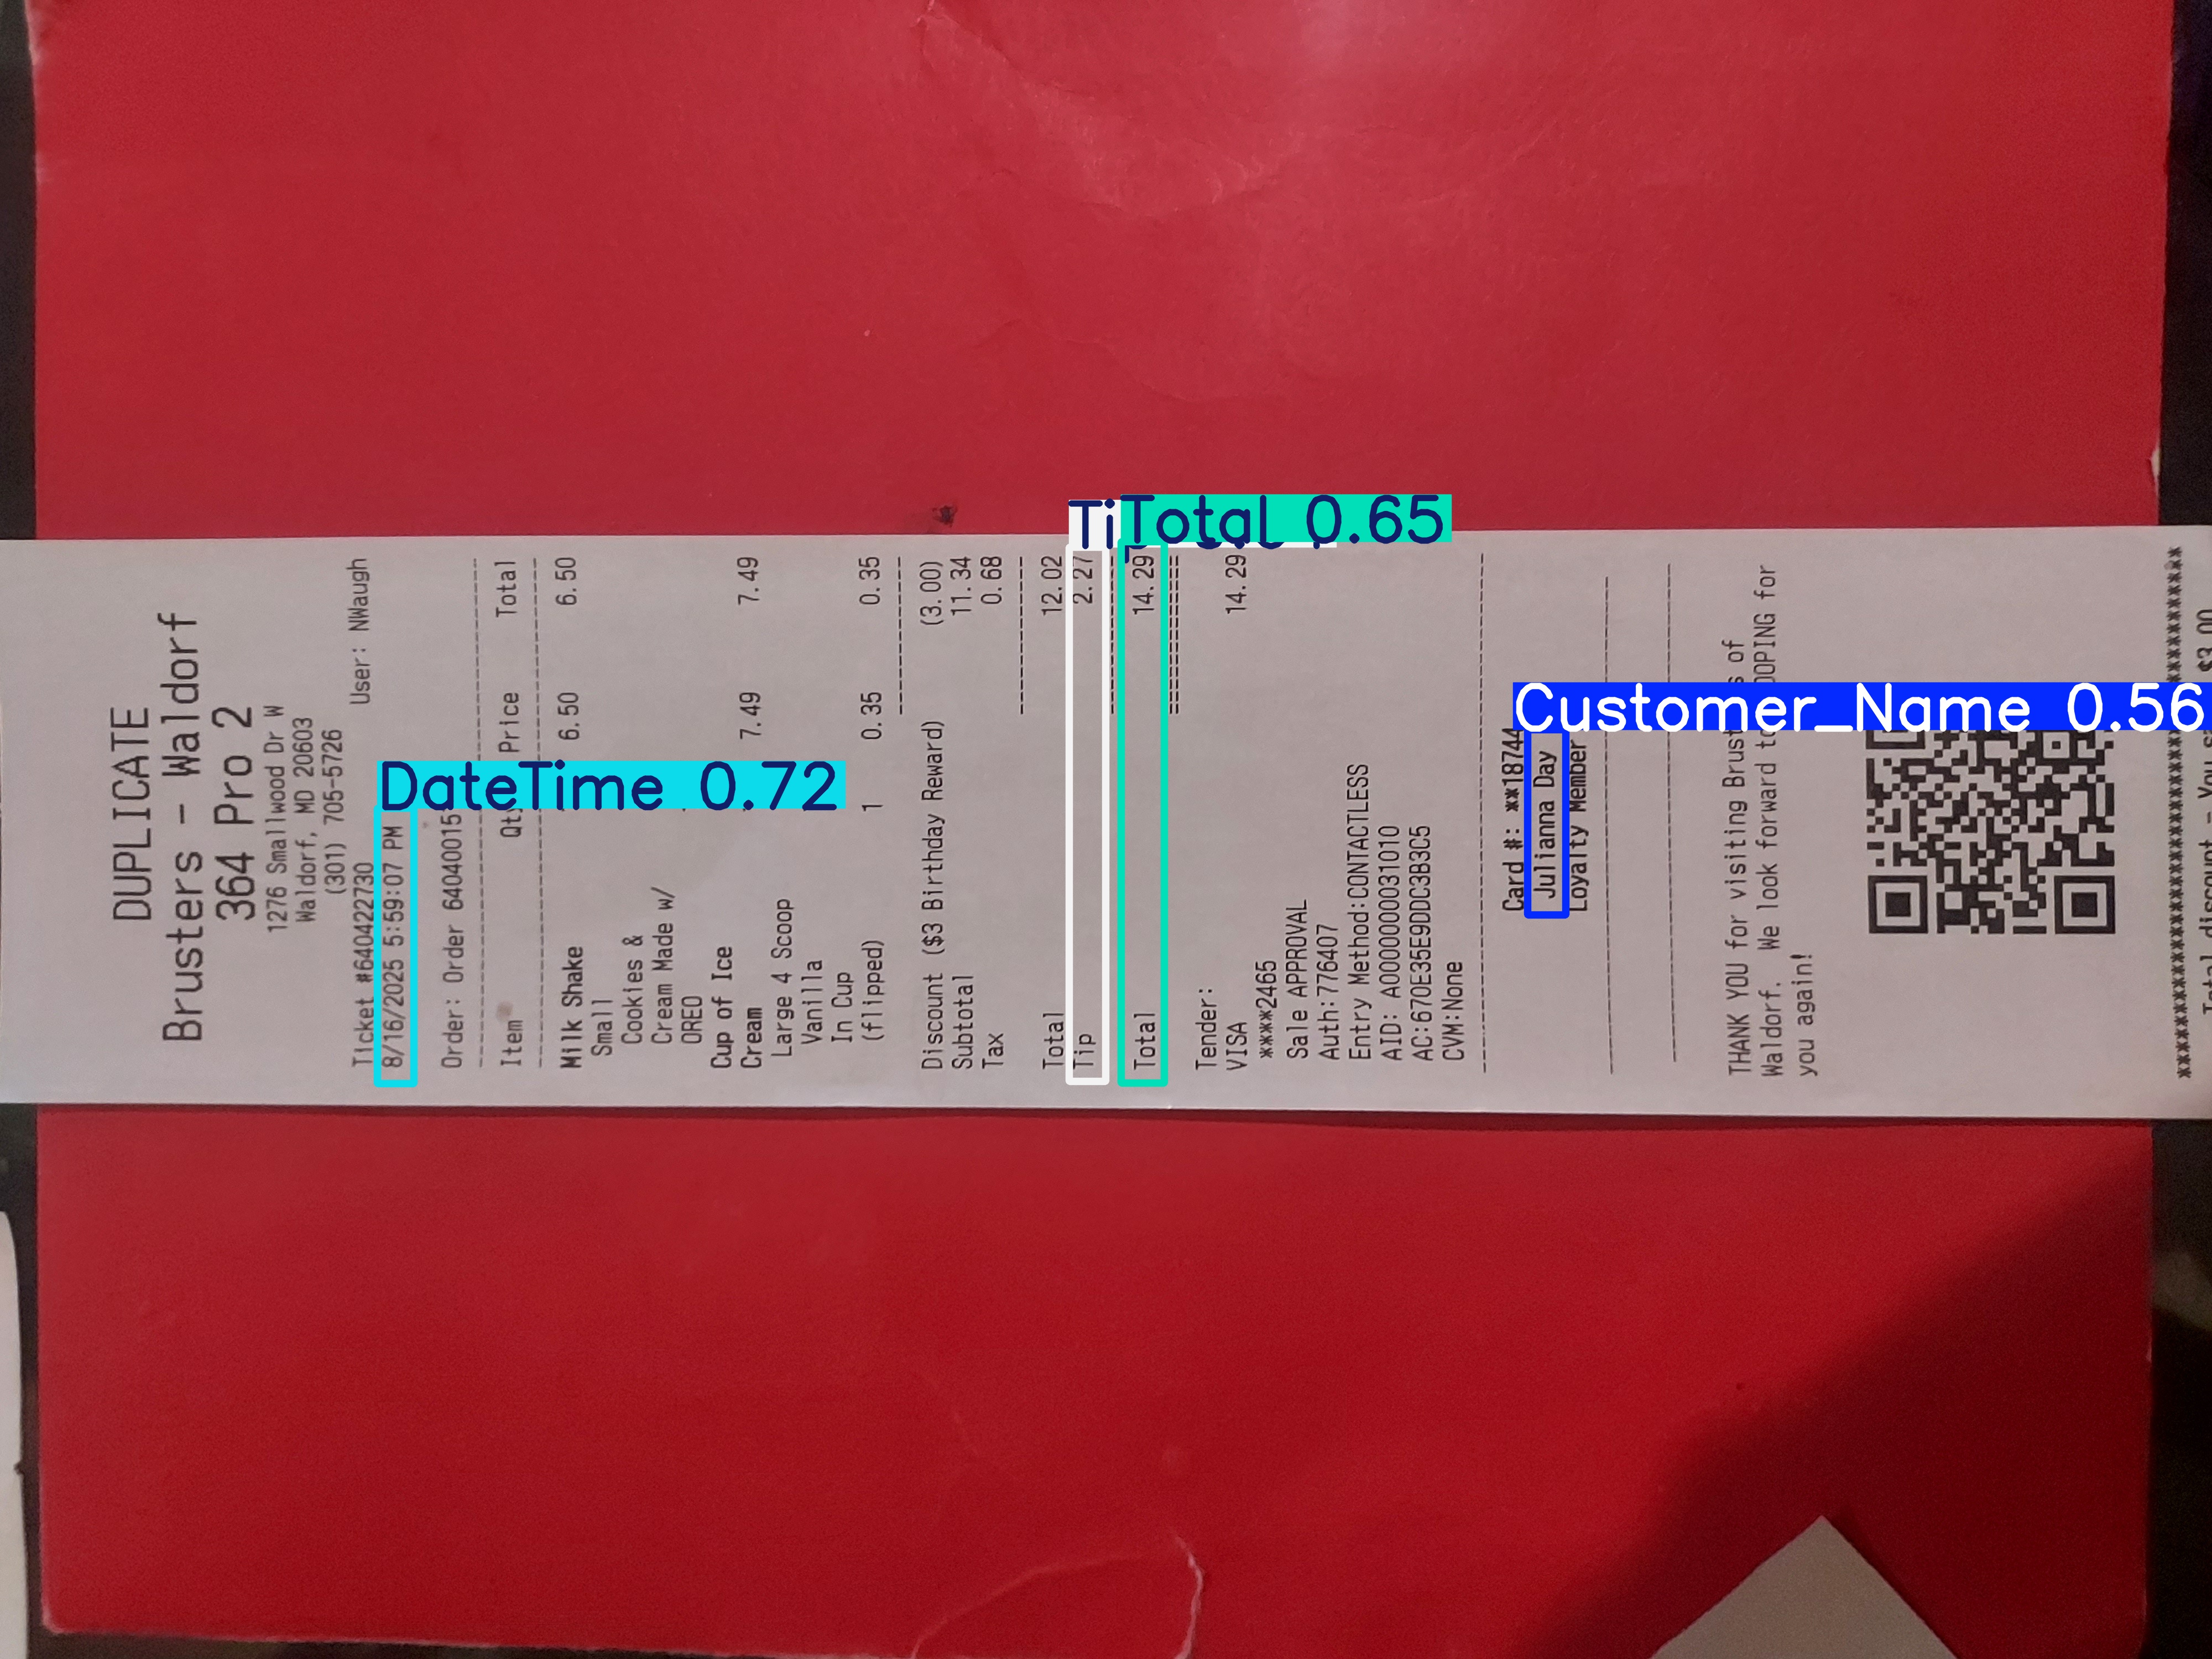 DUPLICATE
Brusters - Waldorf
364 Pro 2
1276 Smallwood Dr W
Waldorf, MD 20603
(301) 705-5726
Ticket #6404422730 User: NWaugh
8/16/2025 5:59:07 PM
DateTime 0.72
Order: Order 64040015
Item Qty Price Total
Milk Shake 6.50 6.50
Small
Cookies &
Cream Made w/
OREO
Cup of Ice 7.49 7.49
Cream
Large 4 Scoop
Vanilla
In Cup
(flipped) 1 0.35 0.35
Discount ($3 Birthday Reward) (3.00)
Subtotal 11.34
Tax 0.68
Total 12.02
Tip 2.27
Ti
Total 14.29
Total 0.65
Tender:
VISA 14.29
****2465
Sale APPROVAL
Auth:776407
Entry Method:CONTACTLESS
AID: A0000000031010
AC:670E35E9DDC3B3C5
CVM:None
Card #: **18744
Julianna Day
Customer_Name 0.56
Loyalty Member
THANK YOU for visiting of
Waldorf. We look forward for
you again!
****************************************
Total discount - You $3.00